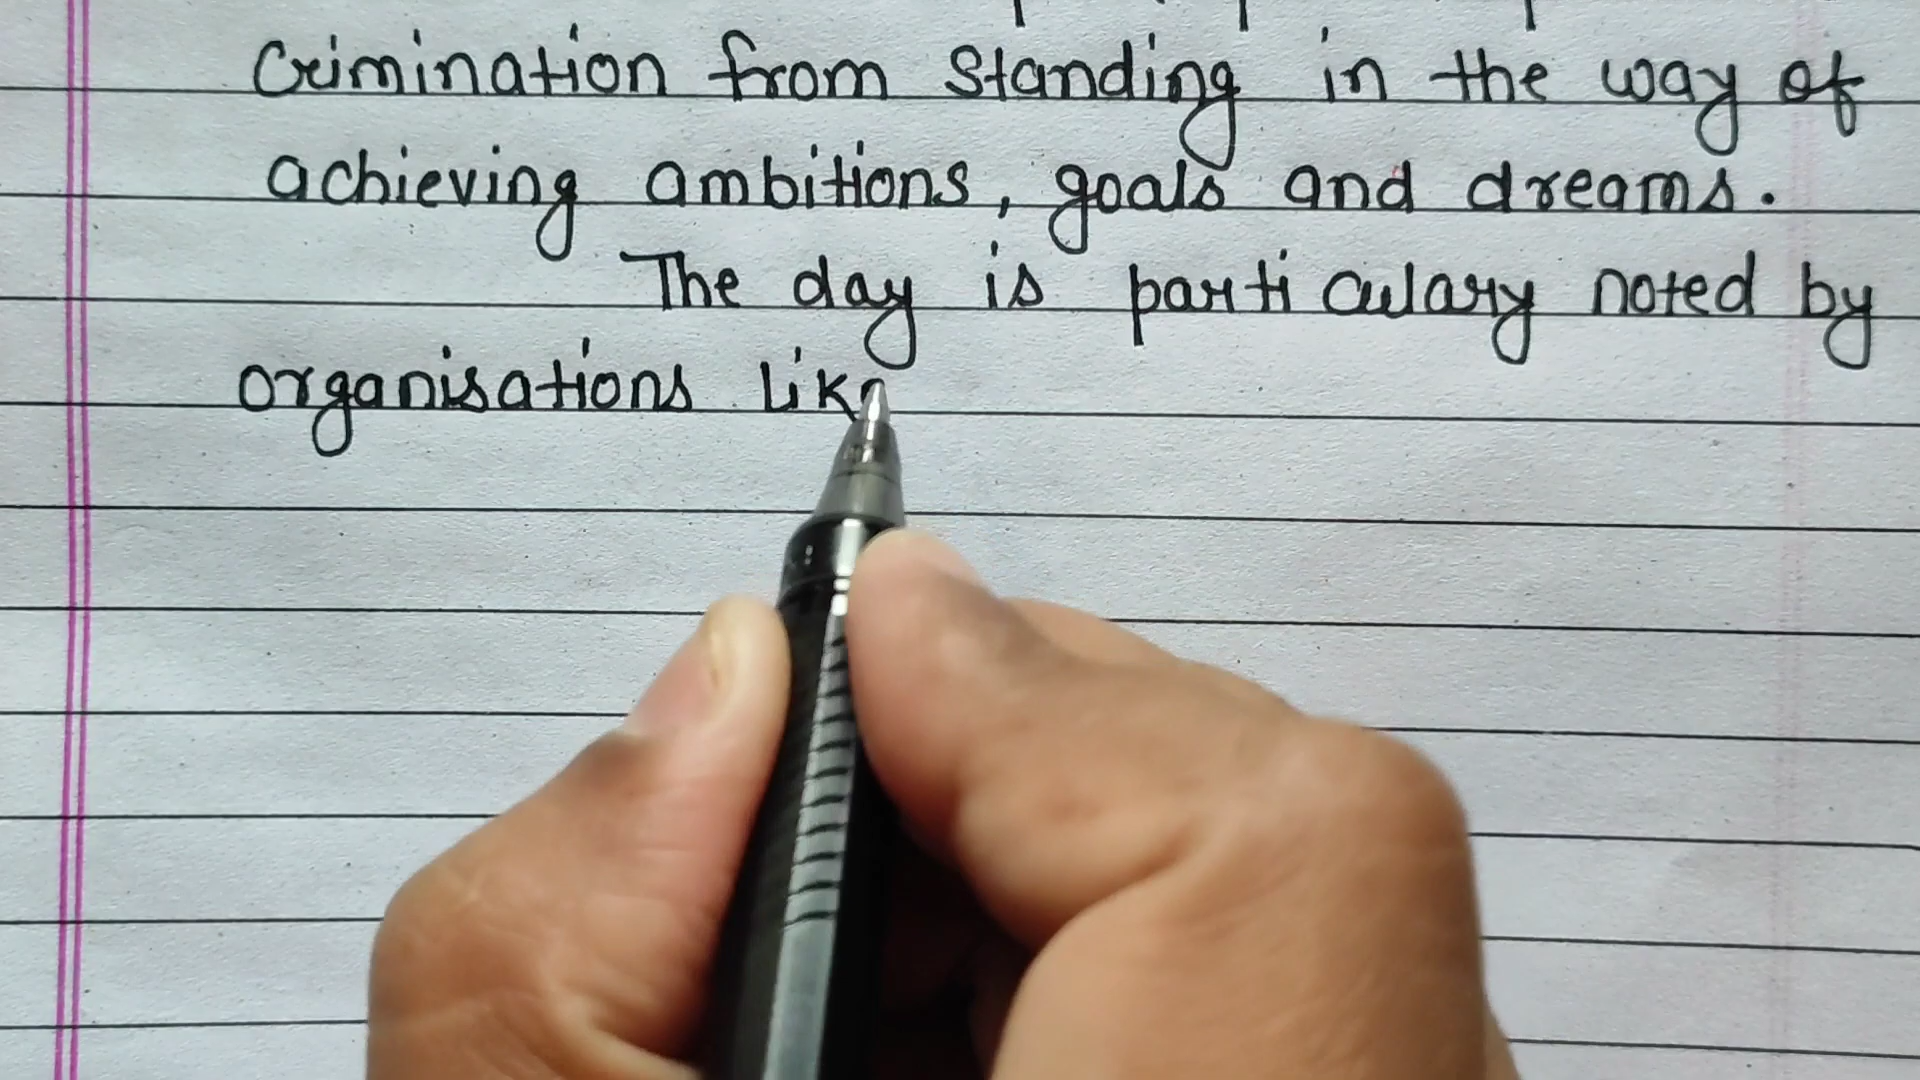 crimination from standing in the way of
achieving ambitions, goals and dreams.
The day is particulary noted by
organisations like